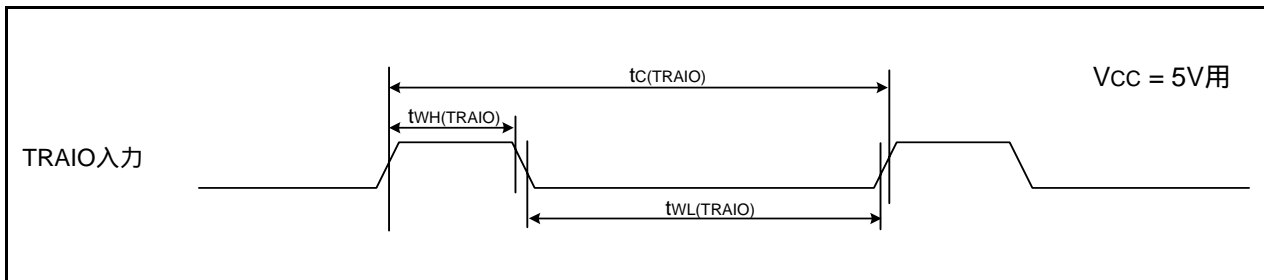 tC(TRAIO)
VCC = 5V用
tWH(TRAIO)
TRAIO入力
tWL(TRAIO)